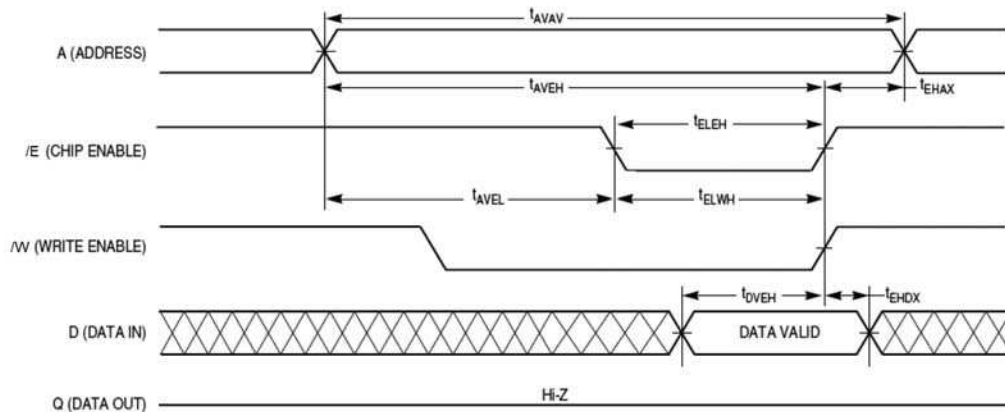 tAVAV
A (ADDRESS)
tAVEH
tEHAX
tELEH
/E (CHIP ENABLE)
tAVEL
tELWH
/W (WRITE ENABLE)
tDVEH
tEHDX
D (DATA IN)
DATA VALID
Hi-Z
Q (DATA OUT)